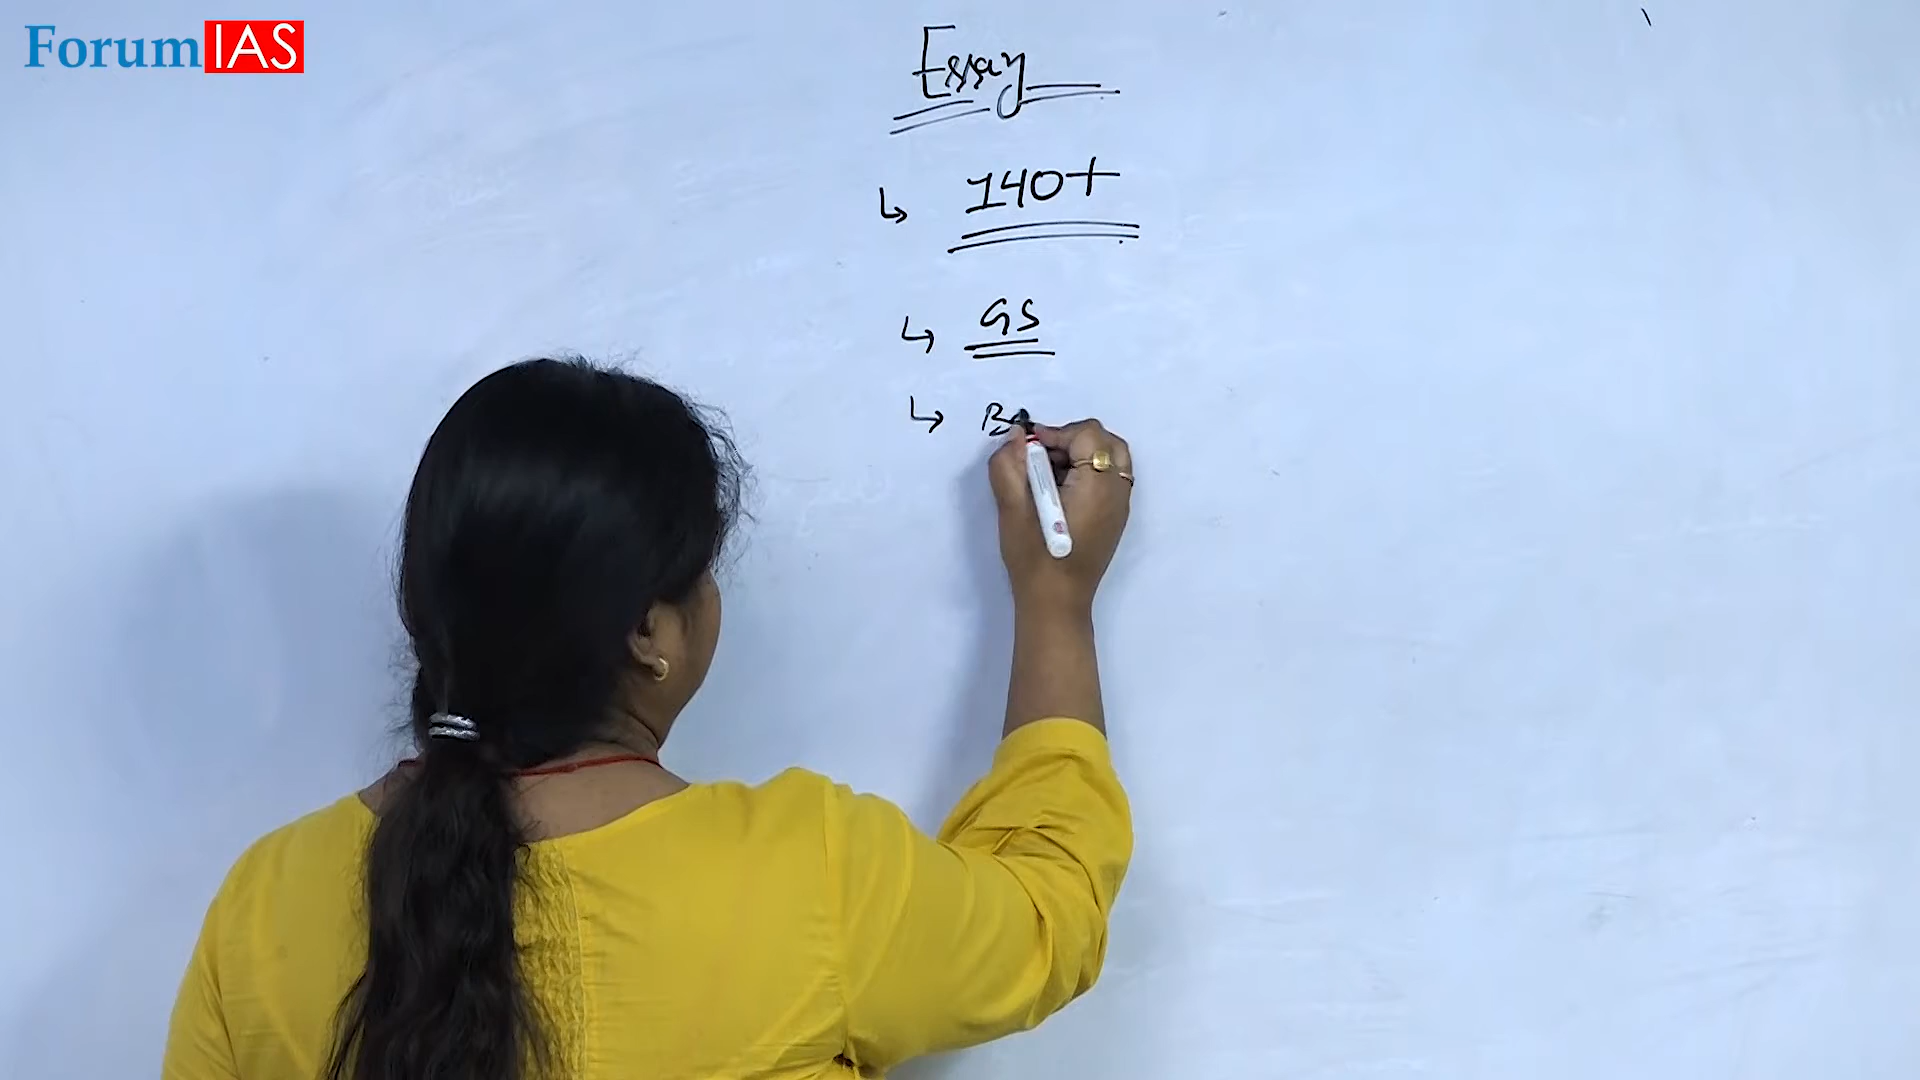 ForumIAS
Essay
↳ 140+
↳ GS
↳